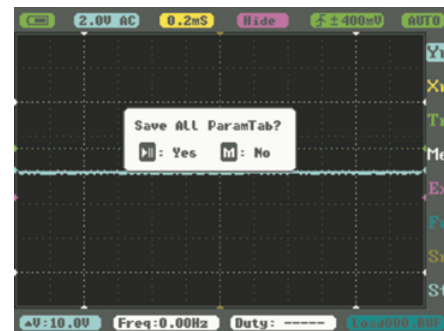 2.0V AC 0.2mS Hide ±400mV AUTO
Save ALL ParamTab?
: Yes M : No
Me
▲V:10.0V Freq:0.00Hz Duty: -----